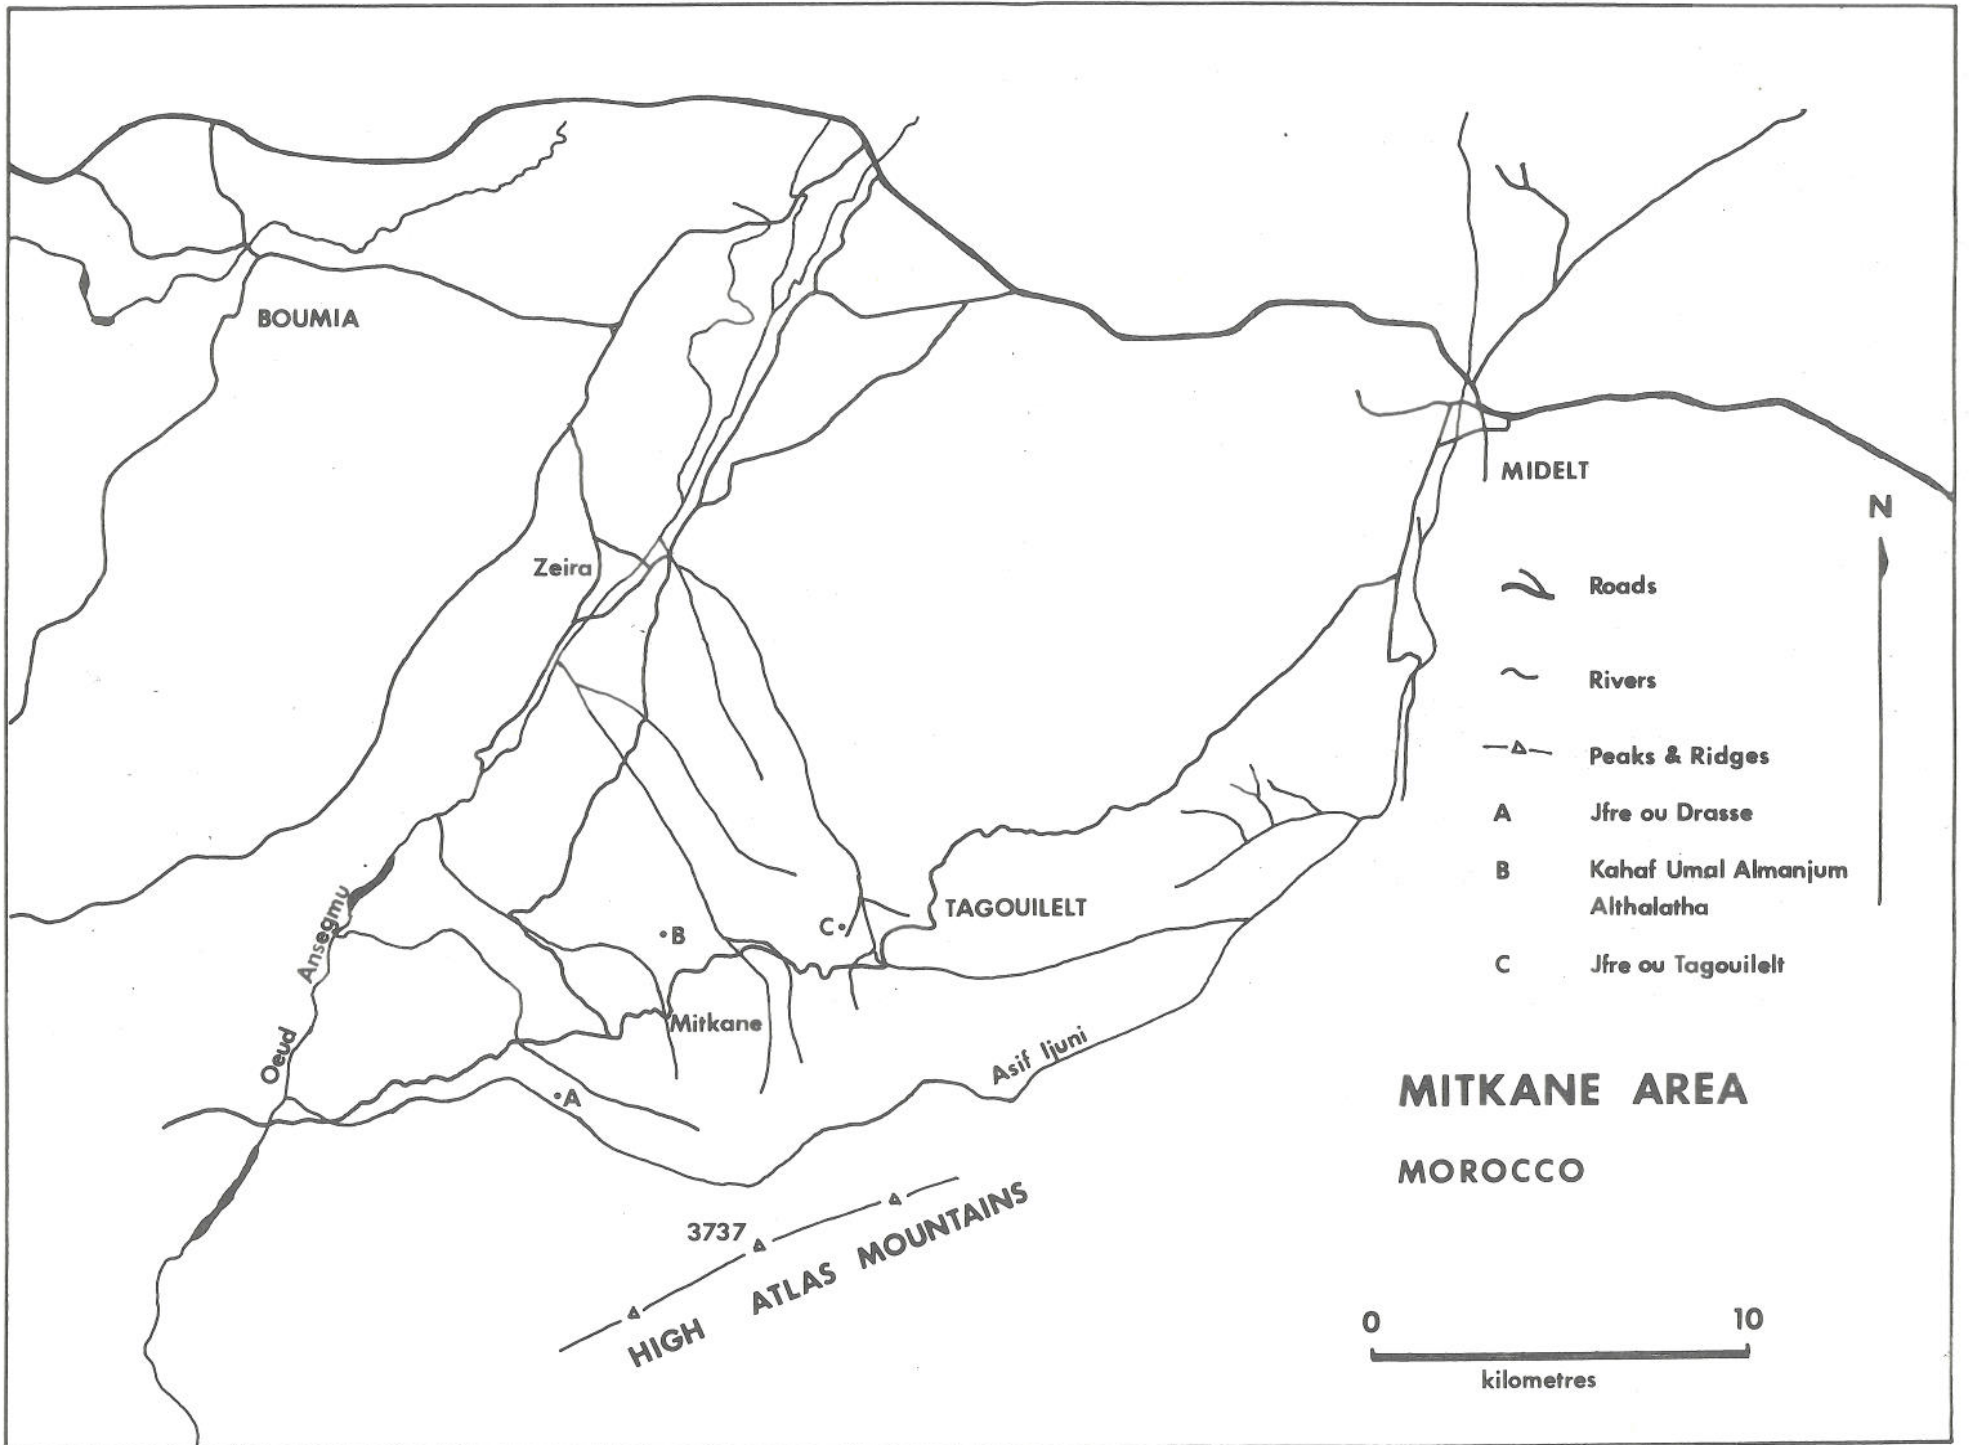 BOUMIA
MIDELT
N
Zeira
Roads
Rivers
Peaks & Ridges
A Jfre ou Drasse
B Kahaf Umal Almanjum
Althalatha
C Jfre ou Tagouilelt
TAGOUILELT
C
B
Oeud Ansegmu
Mitkane
A
Asif Ijuni
MITKANE AREA
MOROCCO
3737
HIGH ATLAS MOUNTAINS
0 10
kilometres